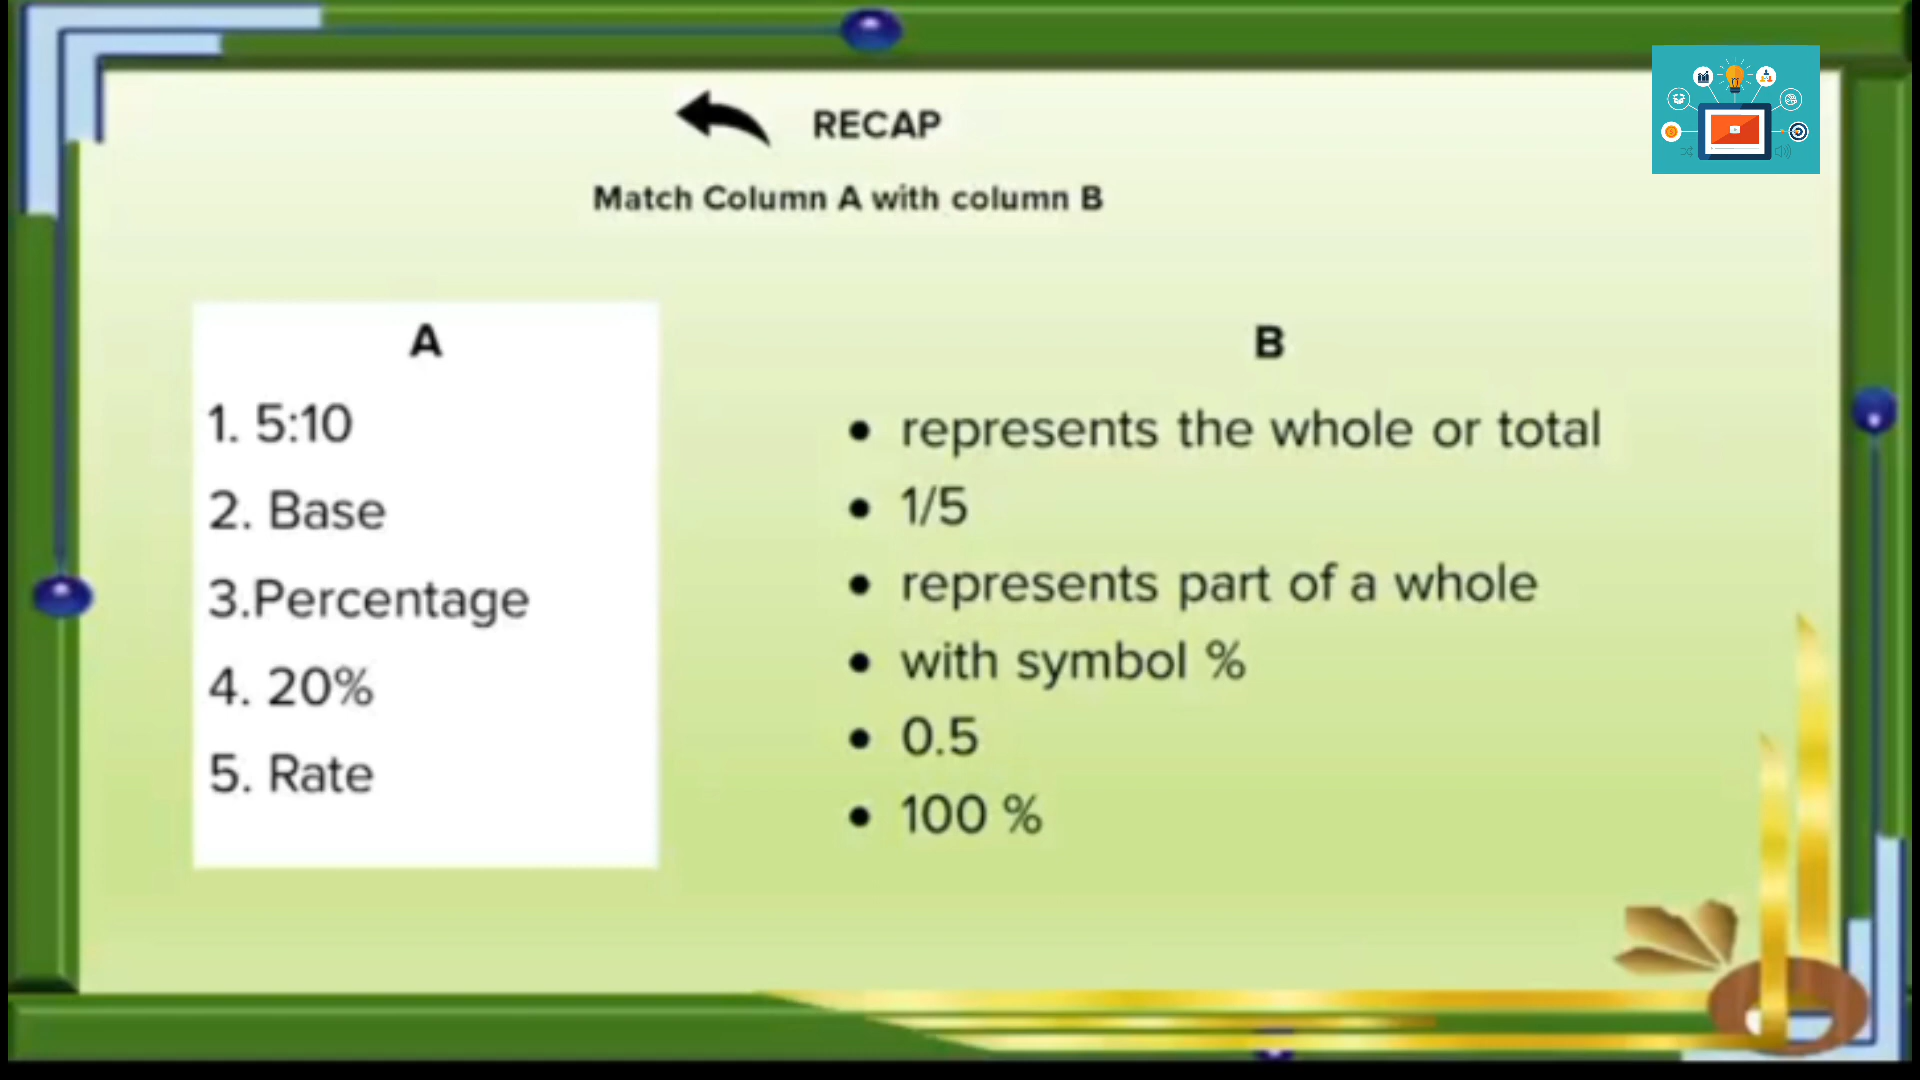 RECAP
Match Column A with column B
A
1. 5:10
2. Base
3.Percentage
4. 20%
5. Rate
B
• represents the whole or total
• 1/5
• represents part of a whole
• with symbol %
• 0.5
• 100 %